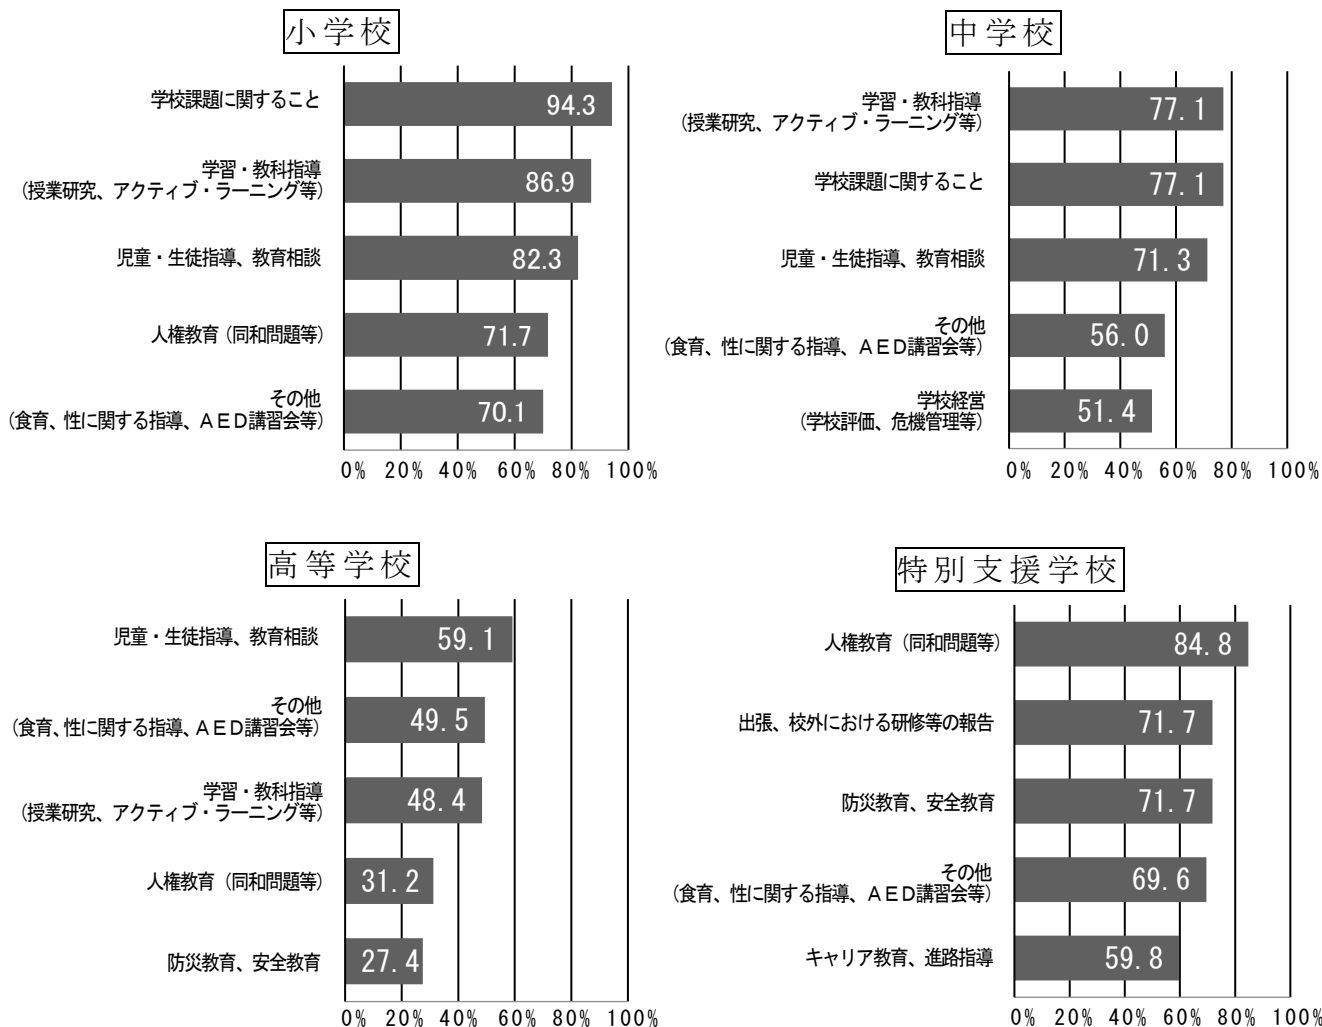 小学校
学校課題に関すること
94.3
学習・教科指導
（授業研究、アクティブ・ラーニング等）
86.9
児童・生徒指導、教育相談
82.3
人権教育（同和問題等）
71.7
その他
（食育、性に関する指導、ＡＥＤ講習会等）
70.1
0% 20% 40% 60% 80% 100%
中学校
学習・教科指導
（授業研究、アクティブ・ラーニング等）
77.1
学校課題に関すること
77.1
児童・生徒指導、教育相談
71.3
その他
（食育、性に関する指導、ＡＥＤ講習会等）
56.0
学校経営
（学校評価、危機管理等）
51.4
0% 20% 40% 60% 80% 100%
高等学校
児童・生徒指導、教育相談
59.1
その他
（食育、性に関する指導、ＡＥＤ講習会等）
49.5
学習・教科指導
（授業研究、アクティブ・ラーニング等）
48.4
人権教育（同和問題等）
31.2
防災教育、安全教育
27.4
0% 20% 40% 60% 80% 100%
特別支援学校
人権教育（同和問題等）
84.8
出張、校外における研修等の報告
71.7
防災教育、安全教育
71.7
その他
（食育、性に関する指導、ＡＥＤ講習会等）
69.6
キャリア教育、進路指導
59.8
0% 20% 40% 60% 80% 100%